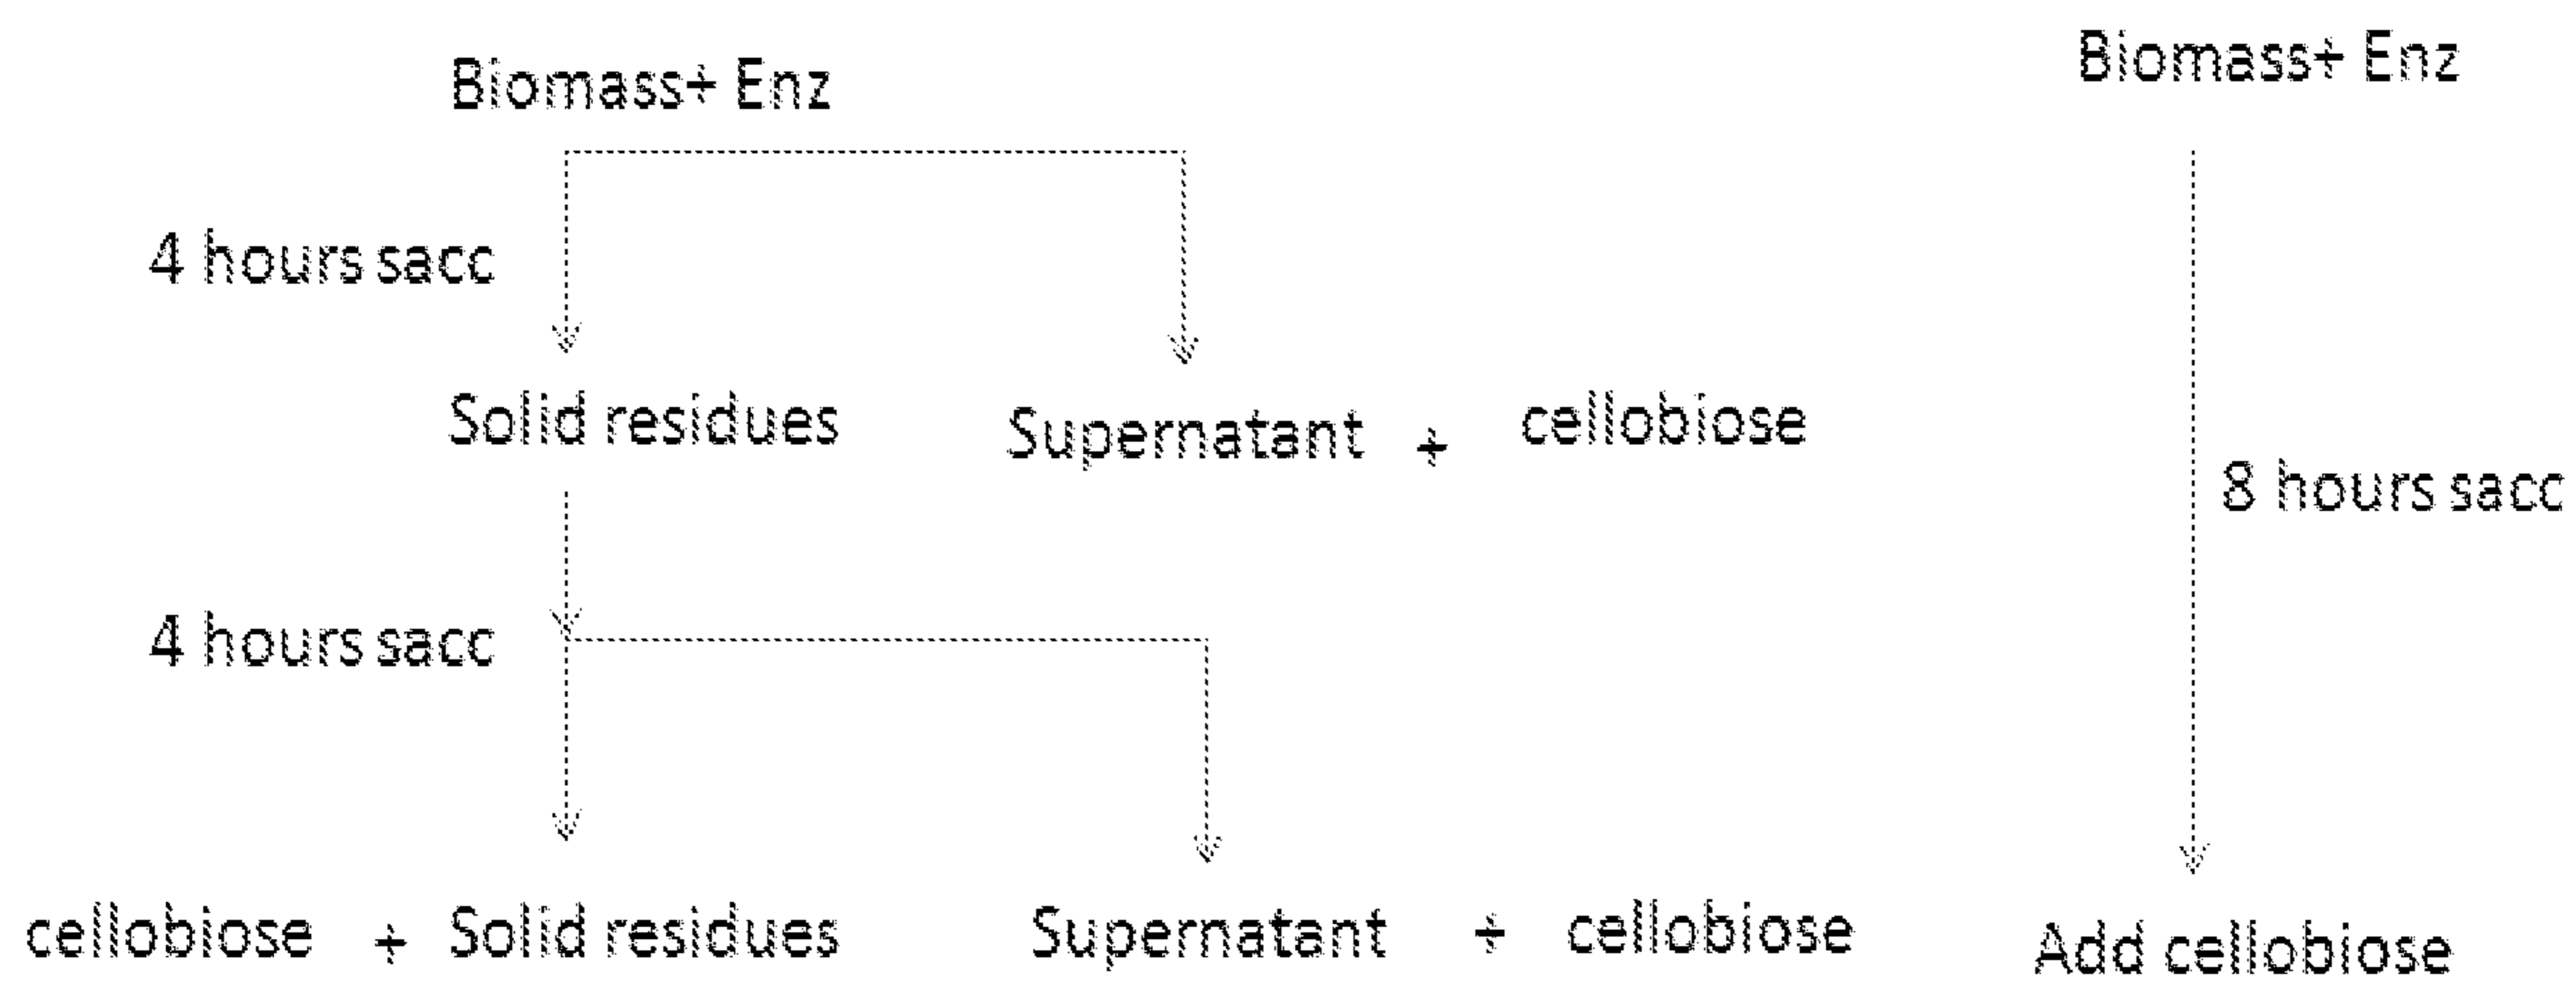 Biomass+ Enz
Biomass+ Enz
4 hours sacc
Solid residues
Supernatant + cellobiose
8 hours sacc
4 hours sacc
cellobiose + Solid residues
Supernatant + cellobiose
Add cellobiose